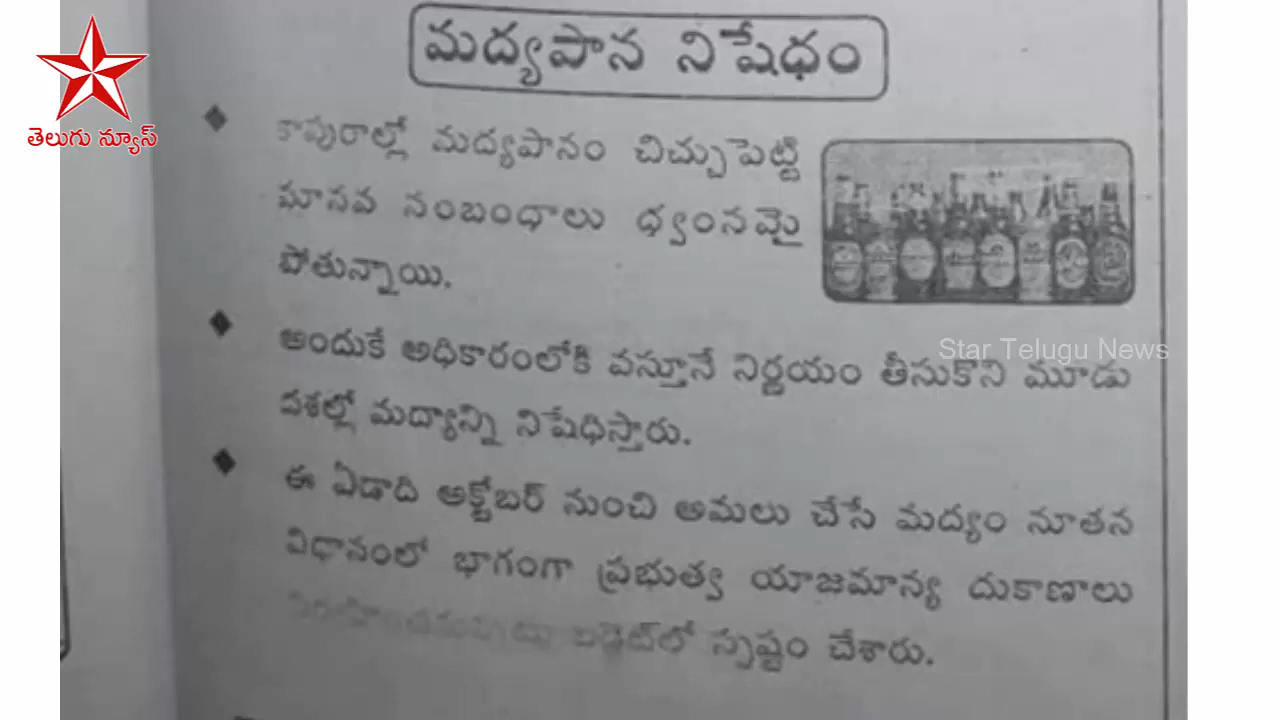 మద్యపాన నిషేధం
తెలుగు న్యూస్
కాపురాల్లో మద్యపానం చిచ్చుపెట్టి
మానవ సంబంధాలు ధ్వంసమై
పోతున్నాయి.
అందుకే అధికారంలోకి వస్తూనే నిర్ణయం తీసుకొని మూడు
Star Telugu News
దశల్లో మద్యాన్ని నిషేధిస్తారు.
ఈ ఏడాది అక్టోబర్ నుంచి అమలు చేసే మద్యం నూతన
విధానంలో భాగంగా ప్రభుత్వ యాజమాన్య దుకాణాలు
బడ్జెట్‌లో స్పష్టం చేశారు.